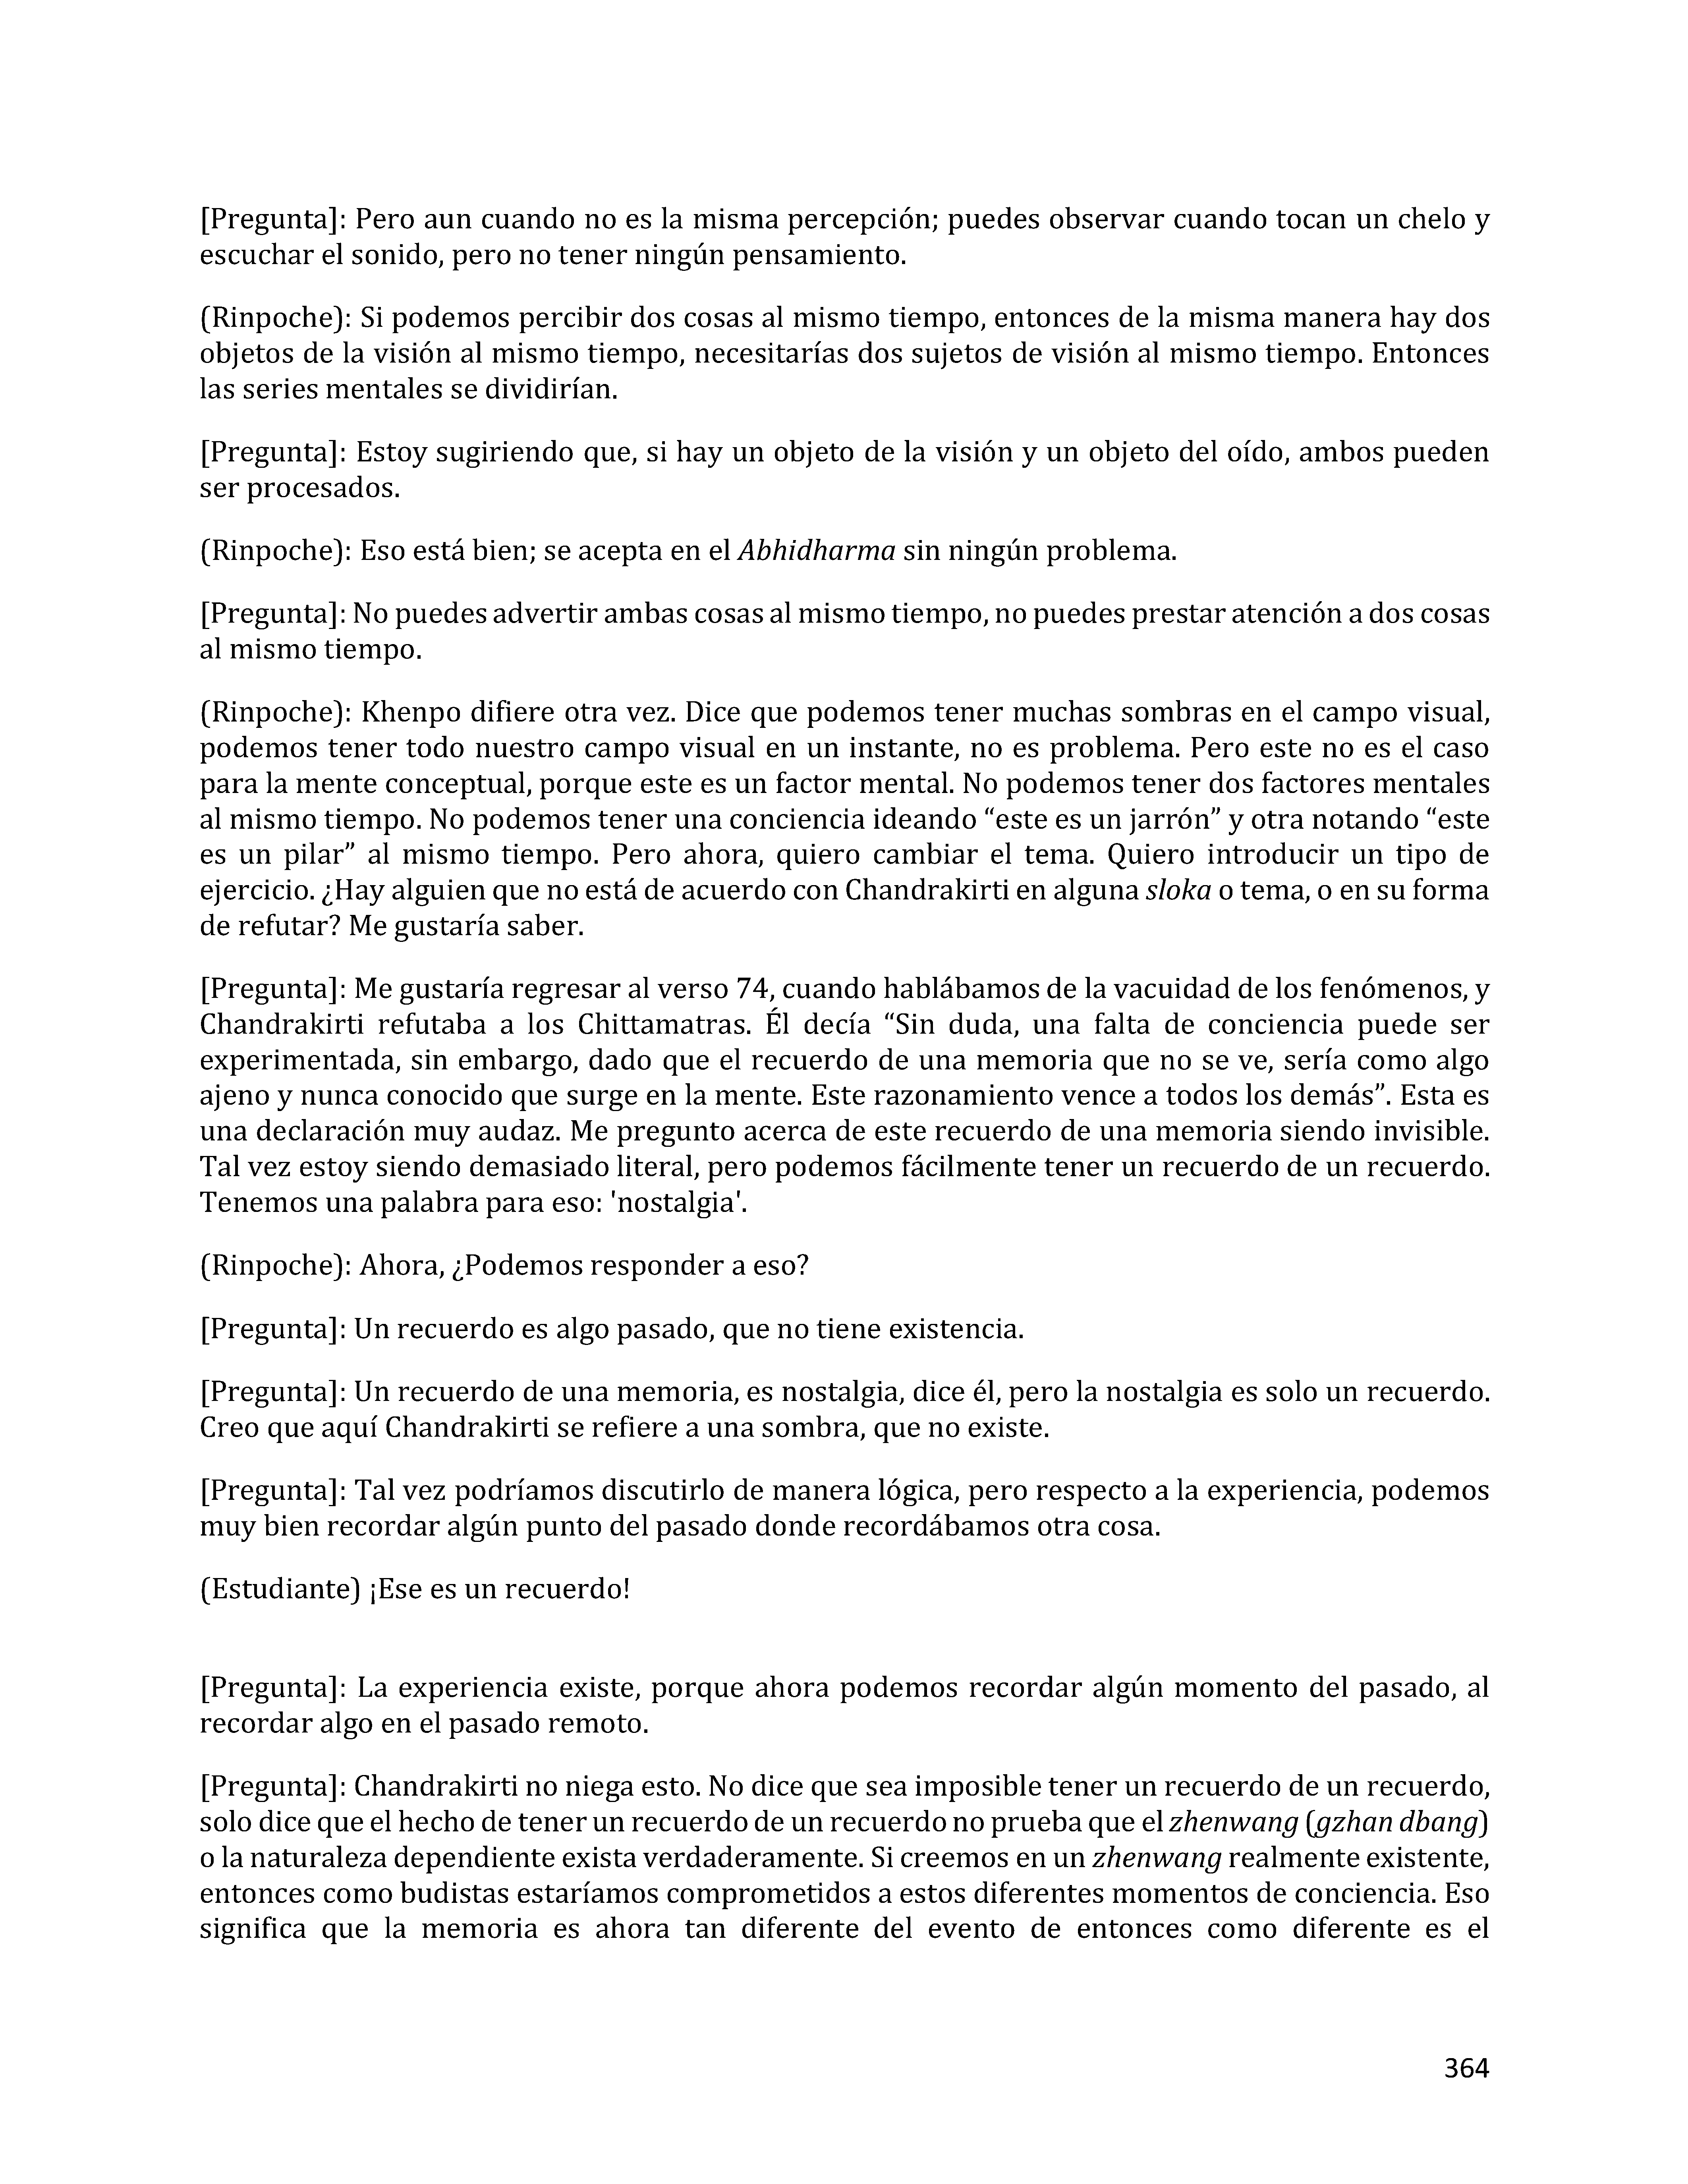 [Pregunta]: Pero aun cuando no es la misma percepción; puedes observar cuando tocan un chelo y
escuchar el sonido, pero no tener ningún pensamiento.
(Rinpoche): Si podemos percibir dos cosas al mismo tiempo, entonces de la misma manera hay dos
objetos de la visión al mismo tiempo, necesitarías dos sujetos de visión al mismo tiempo. Entonces
las series mentales se dividirían.
[Pregunta]: Estoy sugiriendo que, si hay un objeto de la visión y un objeto del oído, ambos pueden
ser procesados.
(Rinpoche): Eso está bien; se acepta en el Abhidharma sin ningún problema.
[Pregunta]: No puedes advertir ambas cosas al mismo tiempo, no puedes prestar atención a dos cosas
al mismo tiempo.
(Rinpoche): Khenpo difiere otra vez. Dice que podemos tener muchas sombras en el campo visual,
podemos tener todo nuestro campo visual en un instante, no es problema. Pero este no es el caso
para la mente conceptual, porque este es un factor mental. No podemos tener dos factores mentales
al mismo tiempo. No podemos tener una conciencia ideando “este es un jarrón” y otra notando “este
es un pilar” al mismo tiempo. Pero ahora, quiero cambiar el tema. Quiero introducir un tipo de
ejercicio. ¿Hay alguien que no está de acuerdo con Chandrakirti en alguna sloka o tema, o en su forma
de refutar? Me gustaría saber.
[Pregunta]: Me gustaría regresar al verso 74, cuando hablábamos de la vacuidad de los fenómenos, y
Chandrakirti refutaba a los Chittamatras. Él decía “Sin duda, una falta de conciencia puede ser
experimentada, sin embargo, dado que el recuerdo de una memoria que no se ve, sería como algo
ajeno y nunca conocido que surge en la mente. Este razonamiento vence a todos los demás”. Esta es
una declaración muy audaz. Me pregunto acerca de este recuerdo de una memoria siendo invisible.
Tal vez estoy siendo demasiado literal, pero podemos fácilmente tener un recuerdo de un recuerdo.
Tenemos una palabra para eso: 'nostalgia'.
(Rinpoche): Ahora, ¿Podemos responder a eso?
[Pregunta]: Un recuerdo es algo pasado, que no tiene existencia.
[Pregunta]: Un recuerdo de una memoria, es nostalgia, dice él, pero la nostalgia es solo un recuerdo.
Creo que aquí Chandrakirti se refiere a una sombra, que no existe.
[Pregunta]: Tal vez podríamos discutirlo de manera lógica, pero respecto a la experiencia, podemos
muy bien recordar algún punto del pasado donde recordábamos otra cosa.
(Estudiante) ¡Ese es un recuerdo!
[Pregunta]: La experiencia existe, porque ahora podemos recordar algún momento del pasado, al
recordar algo en el pasado remoto.
[Pregunta]: Chandrakirti no niega esto. No dice que sea imposible tener un recuerdo de un recuerdo,
solo dice que el hecho de tener un recuerdo de un recuerdo no prueba que el zhenwang (gzhan dbang)
o la naturaleza dependiente exista verdaderamente. Si creemos en un zhenwang realmente existente,
entonces como budistas estaríamos comprometidos a estos diferentes momentos de conciencia. Eso
significa que la memoria es ahora tan diferente del evento de entonces como diferente es el
364